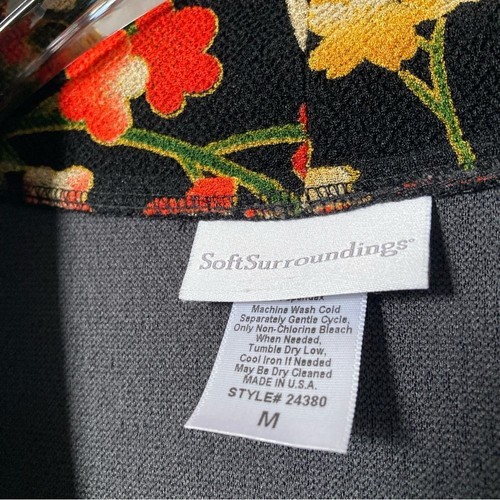 SoftSurroundings®
Spandex
Machine Wash Cold
Separately Gentle Cycle,
Only Non-Chlorine Bleach
When Needed,
Tumble Dry Low,
Cool Iron If Needed
May Be Dry Cleaned
MADE IN U.S.A.
STYLE# 24380
M